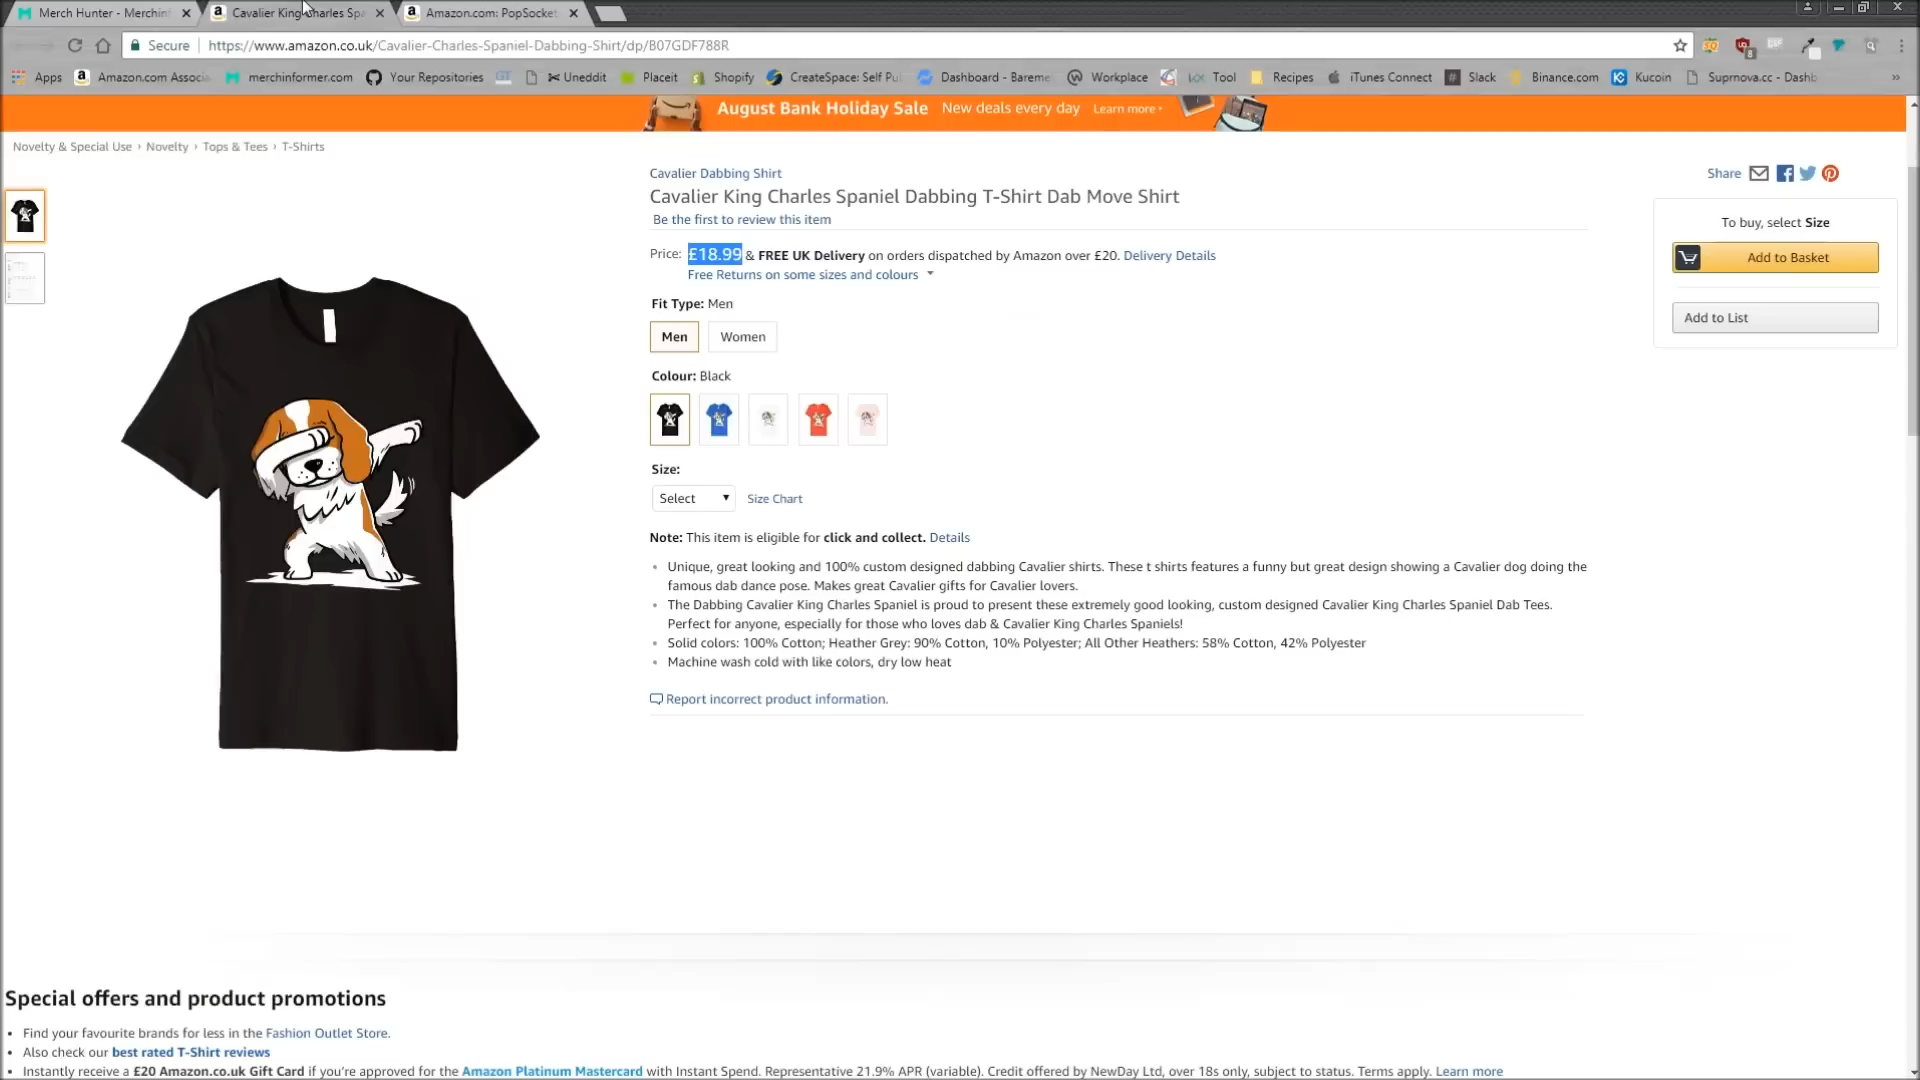 Merch Hunter - Merchin
Cavalier King Charles Spa
Amazon.com: PopSocket
Secure https://www.amazon.co.uk/Cavalier-Charles-Spaniel-Dabbing-Shirt/dp/B07GDF788R
Apps Amazon.com Associa merchinformer.com Your Repositories Uneddit Placeit Shopify CreateSpace: Self Pu Dashboard - Bareme Workplace Tool Recipes iTunes Connect Slack Binance.com Kucoin Suprnova.cc - Dashb »
August Bank Holiday Sale New deals every day Learn more ›
Novelty & Special Use › Novelty › Tops & Tees › T-Shirts
Cavalier Dabbing Shirt
Cavalier King Charles Spaniel Dabbing T-Shirt Dab Move Shirt
Be the first to review this item
Price: £18.99 & FREE UK Delivery on orders dispatched by Amazon over £20. Delivery Details
Free Returns on some sizes and colours
Fit Type: Men
Men Women
Colour: Black
Size:
Select Size Chart
Note: This item is eligible for click and collect. Details
• Unique, great looking and 100% custom designed dabbing Cavalier shirts. These t shirts features a funny but great design showing a Cavalier dog doing the
famous dab dance pose. Makes great Cavalier gifts for Cavalier lovers.
• The Dabbing Cavalier King Charles Spaniel is proud to present these extremely good looking, custom designed Cavalier King Charles Spaniel Dab Tees.
Perfect for anyone, especially for those who loves dab & Cavalier King Charles Spaniels!
• Solid colors: 100% Cotton; Heather Grey: 90% Cotton, 10% Polyester; All Other Heathers: 58% Cotton, 42% Polyester
• Machine wash cold with like colors, dry low heat
Report incorrect product information.
Share
To buy, select Size
Add to Basket
Add to List
Special offers and product promotions
• Find your favourite brands for less in the Fashion Outlet Store.
• Also check our best rated T-Shirt reviews
• Instantly receive a £20 Amazon.co.uk Gift Card if you're approved for the Amazon Platinum Mastercard with Instant Spend. Representative 21.9% APR (variable). Credit offered by NewDay Ltd, over 18s only, subject to status. Terms apply. Learn more